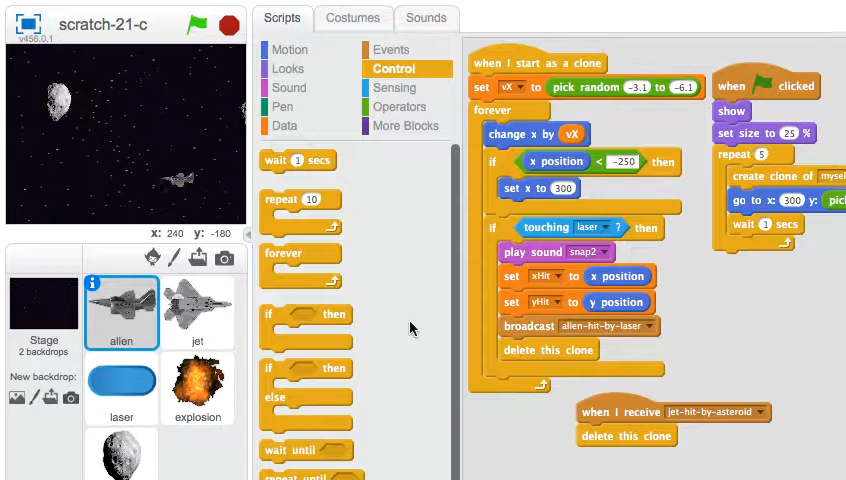 scratch-21-c
v456.0.1
x: 240 y: -180
Stage
2 backdrops
New backdrop:
alien
jet
laser
explosion
Scripts
Costumes
Sounds
Motion
Looks
Sound
Pen
Data
Events
Control
Sensing
Operators
More Blocks
wait 1 secs
repeat 10
forever
if then
if then
else
wait until
repeat until
when I start as a clone
set vX to pick random -3.1 to -6.1
forever
change x by vX
if x position < -250 then
set x to 300
if touching laser ? then
play sound snap2
set xHit to x position
set yHit to y position
broadcast alien-hit-by-laser
delete this clone
when I receive jet-hit-by-asteroid
delete this clone
when clicked
show
set size to 25 %
repeat 5
create clone of
go to x: 300 y:
wait 1 secs